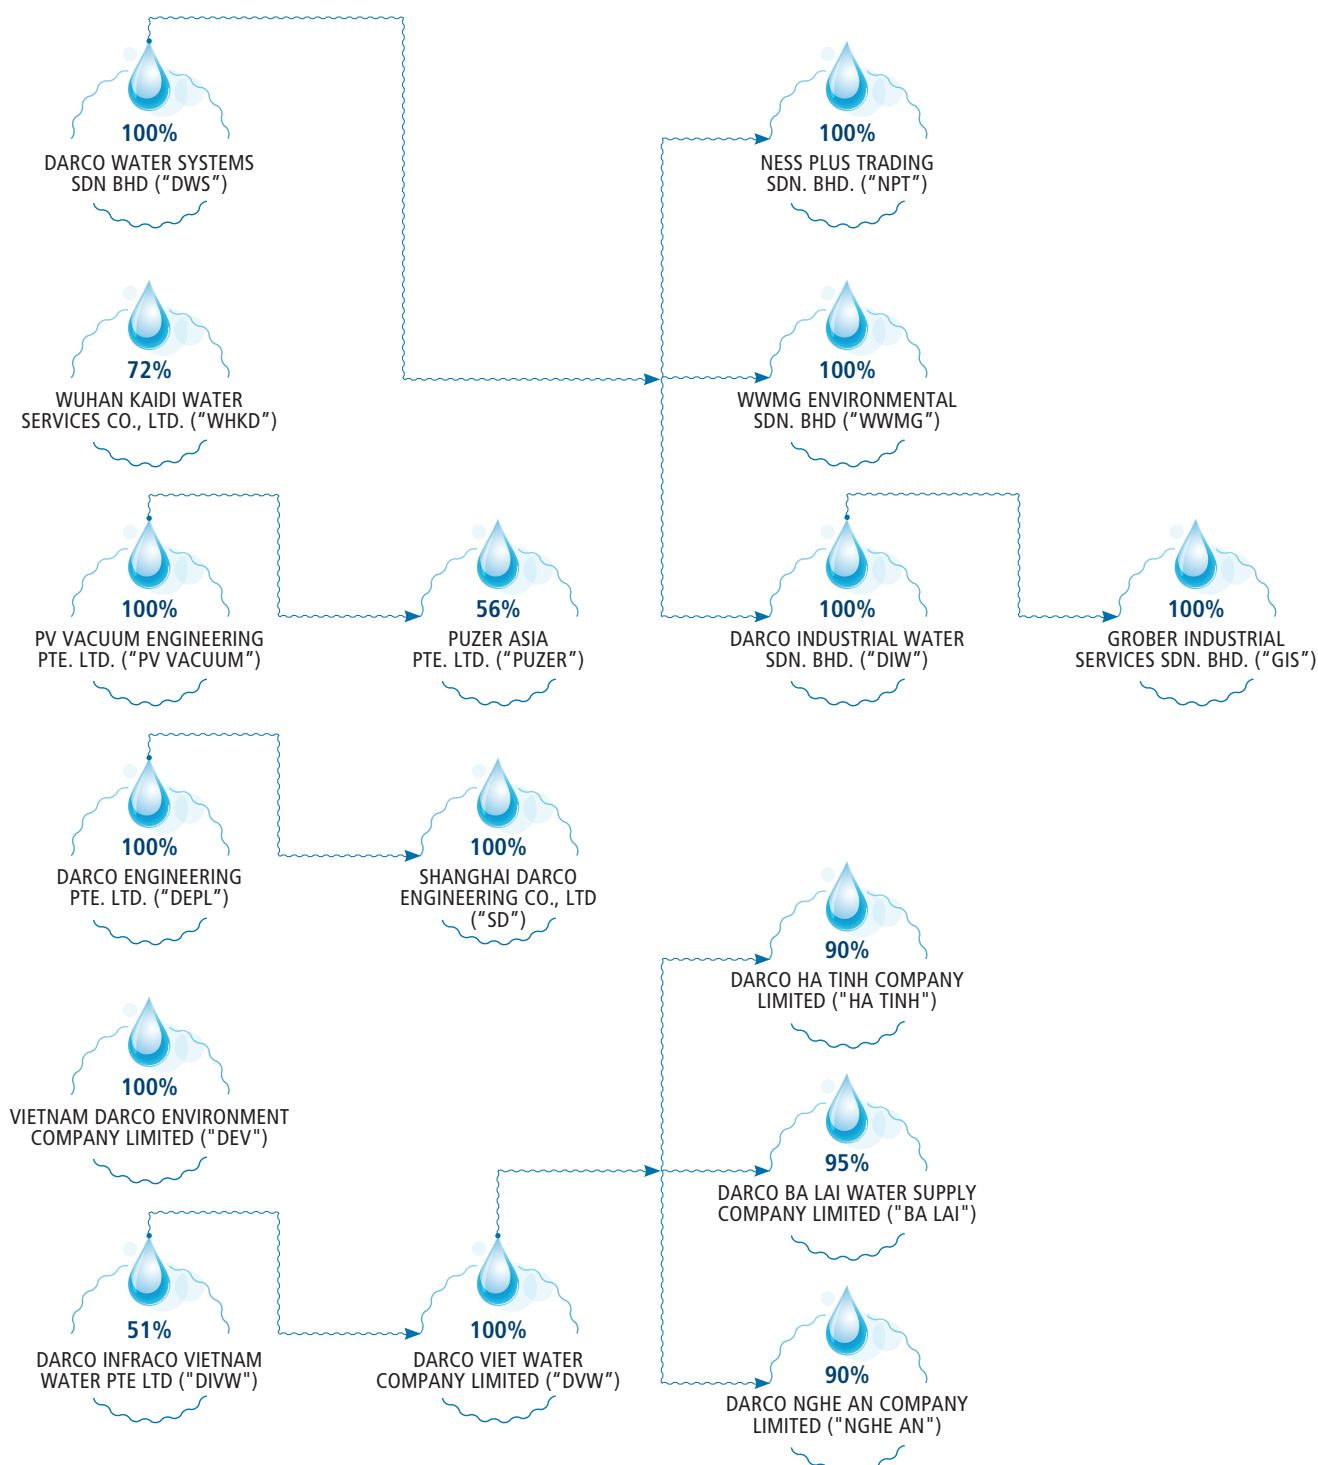 100%
DARCO WATER SYSTEMS
SDN BHD (“DWS”)
100%
NESS PLUS TRADING
SDN. BHD. (“NPT”)
72%
WUHAN KAIDI WATER
SERVICES CO., LTD. (“WHKD”)
100%
WWMG ENVIRONMENTAL
SDN. BHD (“WWMG”)
100%
PV VACUUM ENGINEERING
PTE. LTD. (“PV VACUUM”)
56%
PUZER ASIA
PTE. LTD. (“PUZER”)
100%
DARCO INDUSTRIAL WATER
SDN. BHD. (“DIW”)
100%
GROBER INDUSTRIAL
SERVICES SDN. BHD. (“GIS”)
100%
DARCO ENGINEERING
PTE. LTD. (“DEPL”)
100%
SHANGHAI DARCO
ENGINEERING CO., LTD
(“SD”)
90%
DARCO HA TINH COMPANY
LIMITED ("HA TINH")
100%
VIETNAM DARCO ENVIRONMENT
COMPANY LIMITED ("DEV")
95%
DARCO BA LAI WATER SUPPLY
COMPANY LIMITED ("BA LAI")
51%
DARCO INFRACO VIETNAM
WATER PTE LTD ("DIVW")
100%
DARCO VIET WATER
COMPANY LIMITED (“DVW”)
90%
DARCO NGHE AN COMPANY
LIMITED ("NGHE AN")